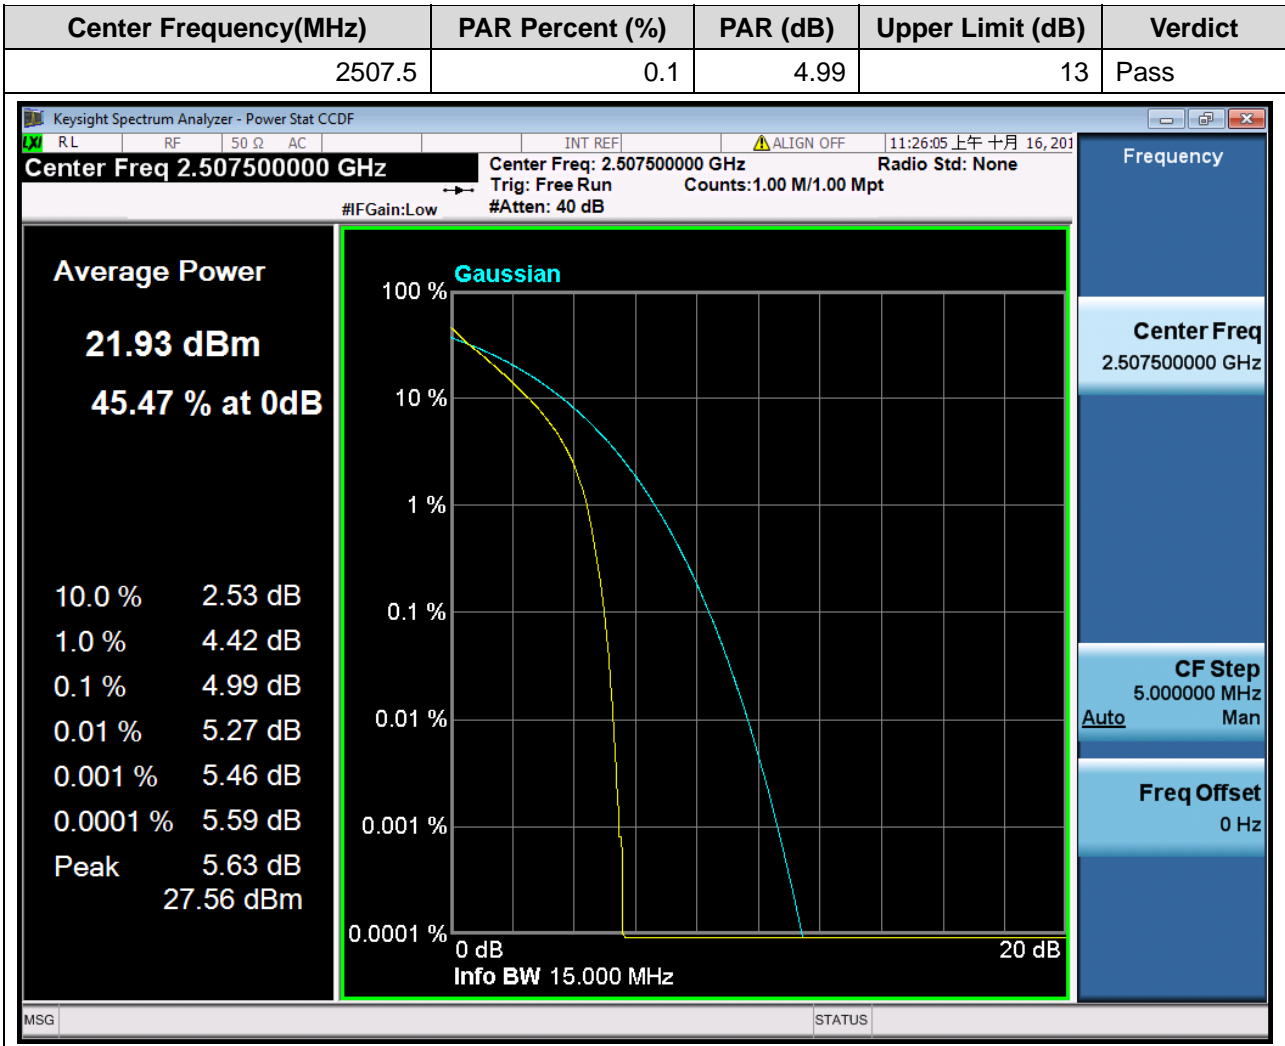 Center Frequency(MHz) PAR Percent (%) PAR (dB) Upper Limit (dB) Verdict
2507.5 0.1 4.99 13 Pass
Keysight Spectrum Analyzer - Power Stat CCDF
LXI RL RF 50 Ω AC INT REF ALIGN OFF 11:26:05 上午 十月 16, 201
Center Freq 2.507500000 GHz
Center Freq: 2.507500000 GHz Radio Std: None
Trig: Free Run Counts:1.00 M/1.00 Mpt
#IFGain:Low #Atten: 40 dB
Frequency
Average Power
21.93 dBm
45.47 % at 0dB
10.0 % 2.53 dB
1.0 % 4.42 dB
0.1 % 4.99 dB
0.01 % 5.27 dB
0.001 % 5.46 dB
0.0001 % 5.59 dB
Peak 5.63 dB
27.56 dBm
Gaussian
100 %
10 %
1 %
0.1 %
0.01 %
0.001 %
0.0001 %
0 dB 20 dB
Info BW 15.000 MHz
Center Freq
2.507500000 GHz
CF Step
5.000000 MHz
Auto Man
Freq Offset
0 Hz
MSG STATUS